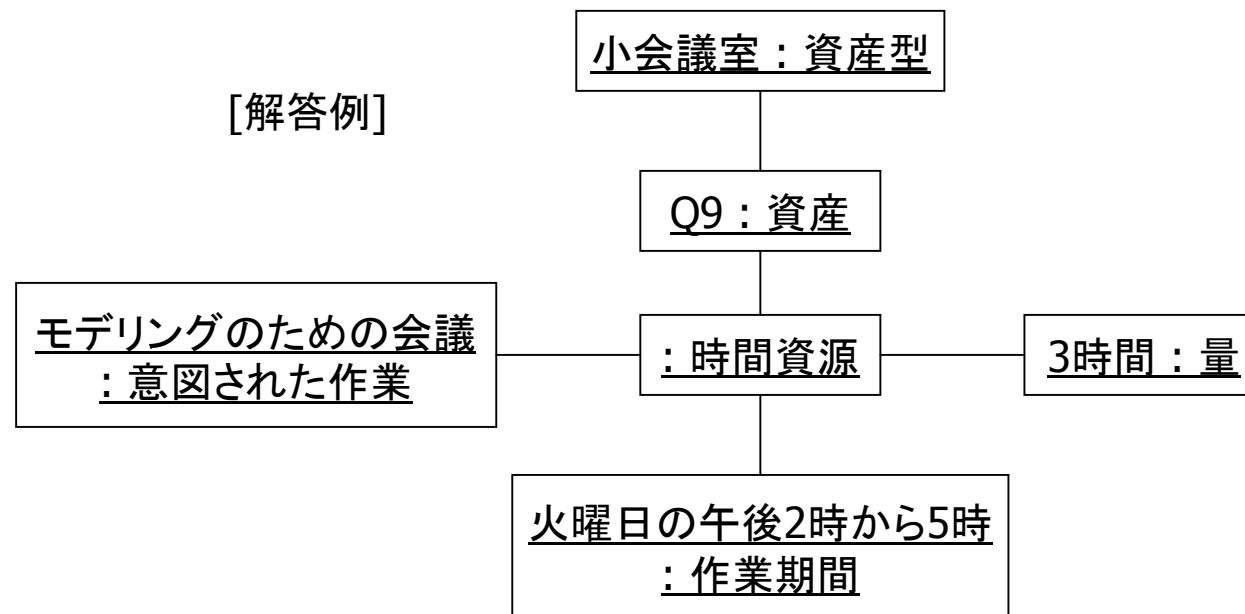 小会議室：資産型
[解答例]
Q9：資産
モデリングのための会議
：意図された作業
：時間資源
3時間：量
火曜日の午後2時から5時
：作業期間